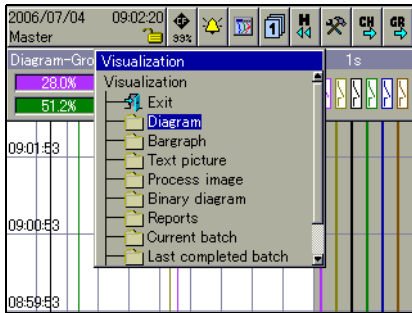 2006/07/04 09:02:20
Master
99%
1
H
CH
GR
Diagram-Gro
1s
28.0%
51.2%
Visualization
Visualization
Exit
Diagram
Bargraph
Text picture
Process image
Binary diagram
Reports
Current batch
Last completed batch
09:01:53
09:00:53
08:59:53